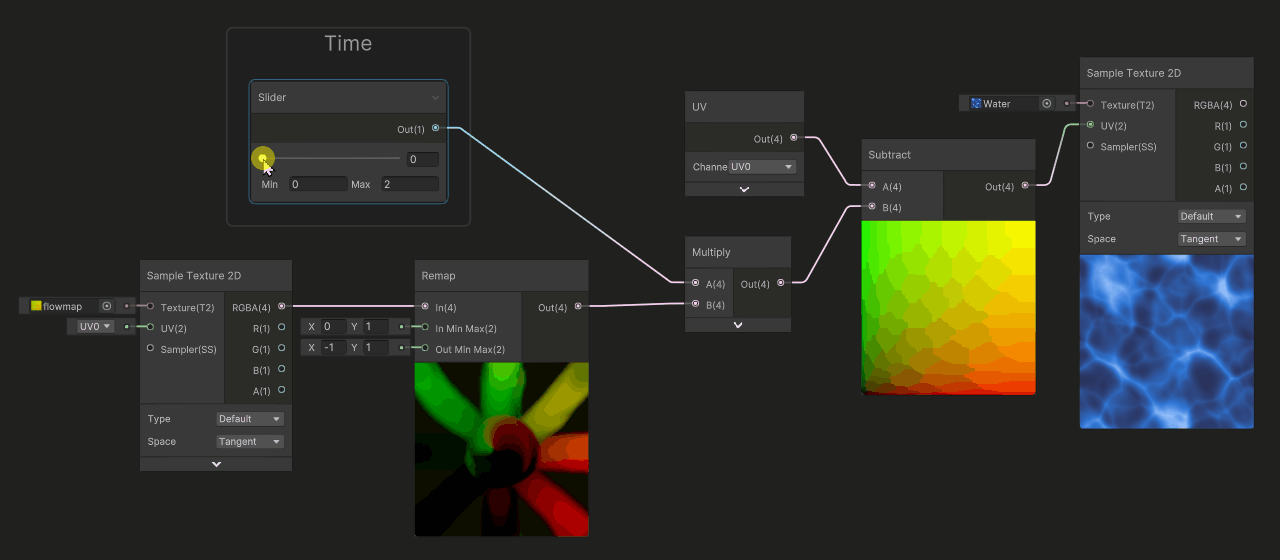 Time
Slider
Out(1)
0
Min 0 Max 2
Sample Texture 2D
flowmap
Texture(T2) RGBA(4)
UV0
UV(2) R(1)
Sampler(SS) G(1)
B(1)
A(1)
Type Default
Space Tangent
X 0 Y 1
X -1 Y 1
Remap
In(4) Out(4)
In Min Max(2)
Out Min Max(2)
UV
Out(4)
Channe UV0
Multiply
A(4) Out(4)
B(4)
Subtract
A(4) Out(4)
B(4)
Water
Sample Texture 2D
Texture(T2) RGBA(4)
UV(2) R(1)
Sampler(SS) G(1)
B(1)
A(1)
Type Default
Space Tangent